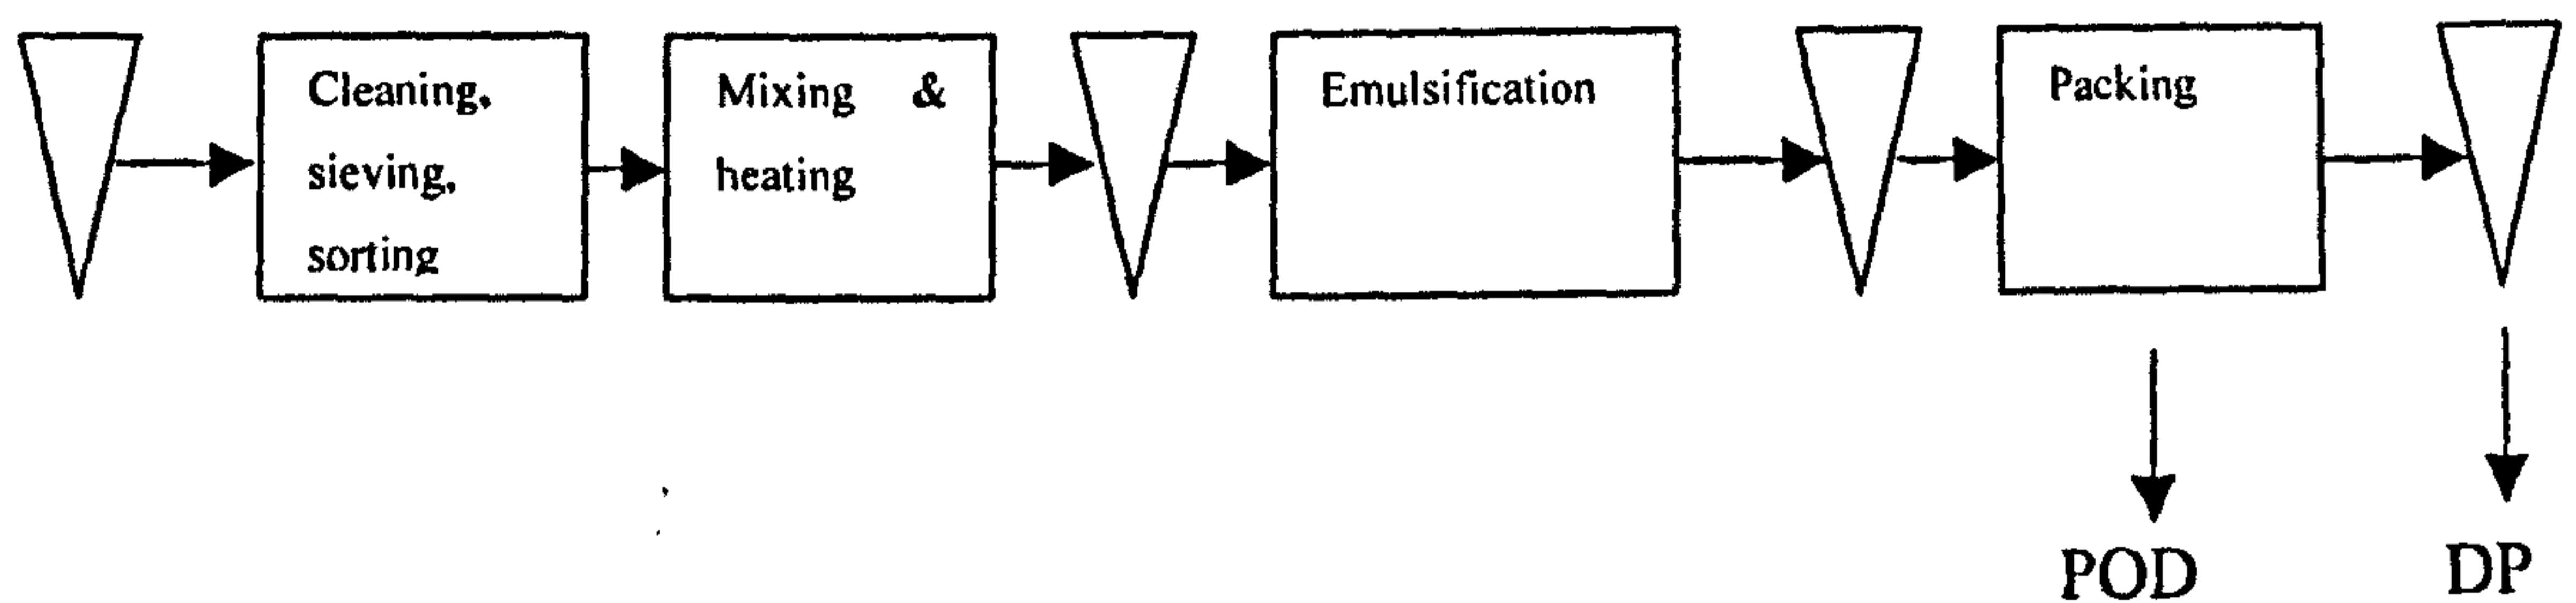 Cleaning,
sieving,
sorting
Mixing &
heating
Emulsification
Packing
POD
DP